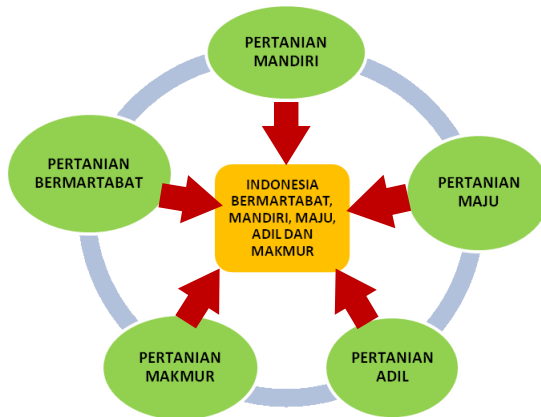 PERTANIAN
MANDIRI
PERTANIAN
BERMARTABAT
INDONESIA
BERMARTABAT,
MANDIRI, MAJU,
ADIL DAN
MAKMUR
PERTANIAN
MAJU
PERTANIAN
MAKMUR
PERTANIAN
ADIL